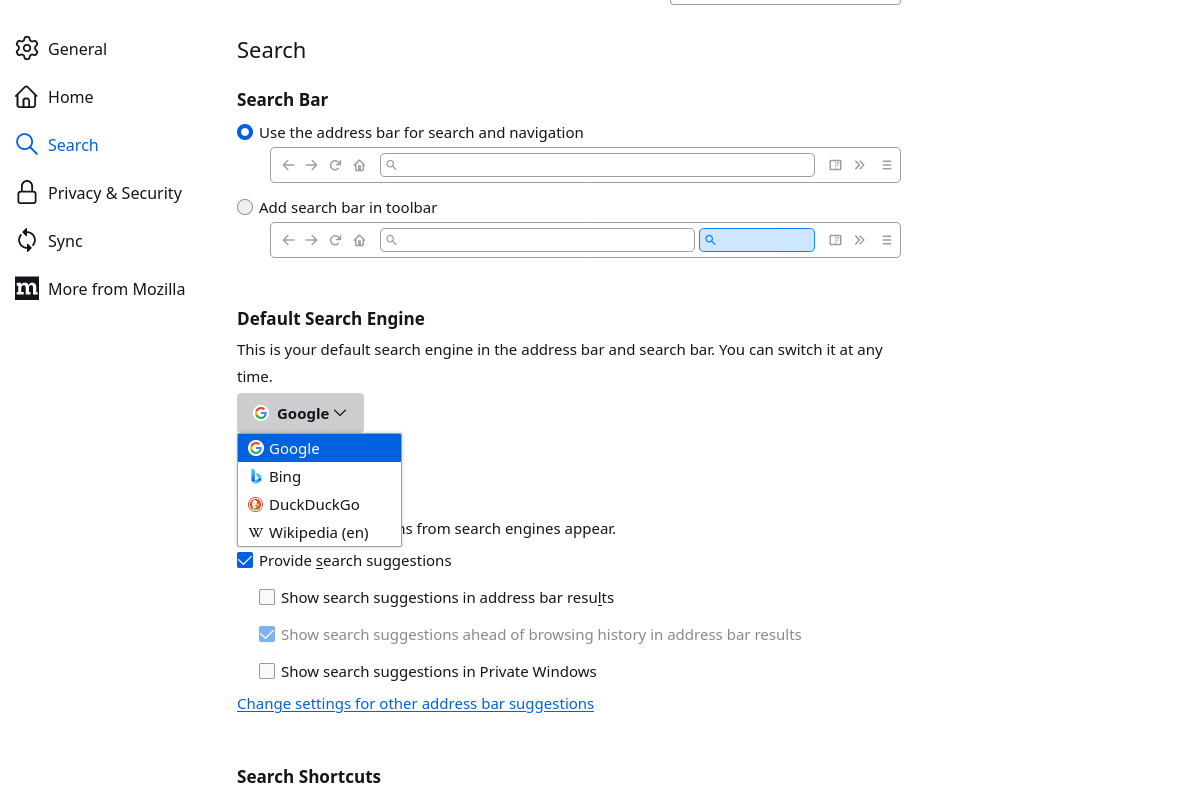 General
Home
Search
Privacy & Security
Sync
More from Mozilla
Search
Search Bar
Use the address bar for search and navigation
Add search bar in toolbar
Default Search Engine
This is your default search engine in the address bar and search bar. You can switch it at any
time.
Google
Google
Bing
DuckDuckGo
Wikipedia (en)
from search engines appear.
Provide search suggestions
Show search suggestions in address bar results
Show search suggestions ahead of browsing history in address bar results
Show search suggestions in Private Windows
Change settings for other address bar suggestions
Search Shortcuts